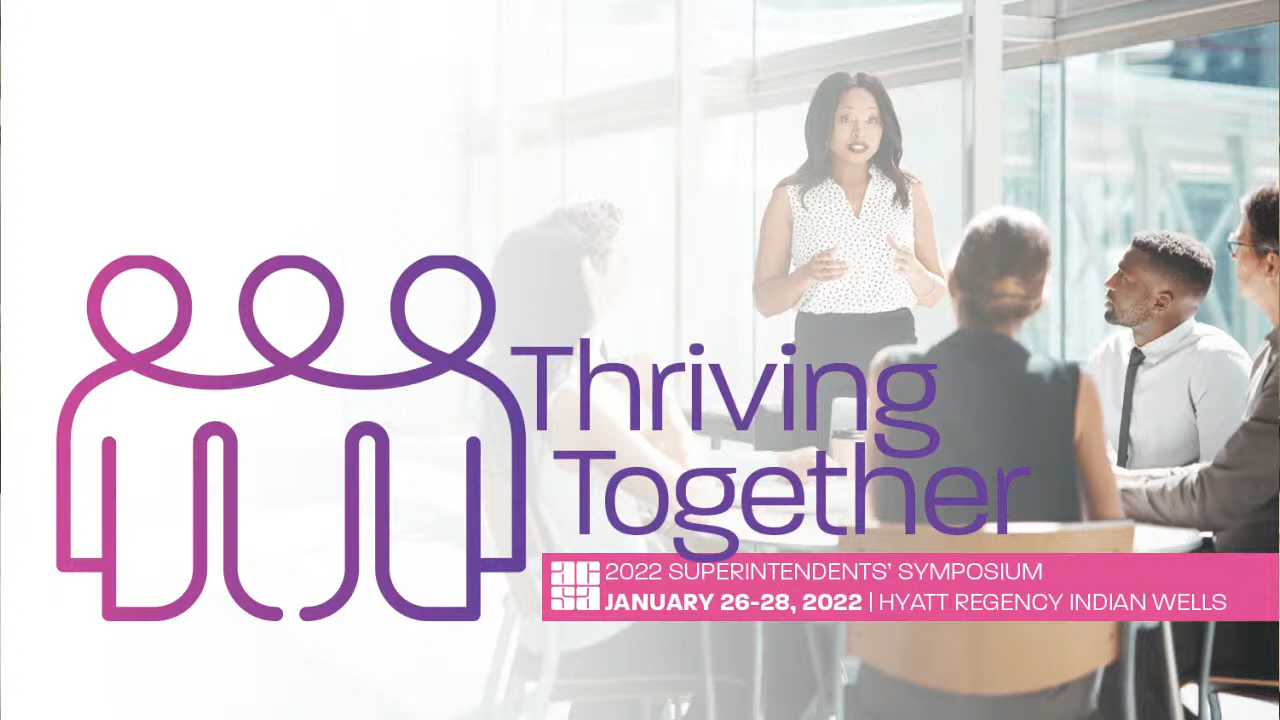 Thriving
Together
acsa
2022 SUPERINTENDENTS’ SYMPOSIUM
JANUARY 26-28, 2022 | HYATT REGENCY INDIAN WELLS